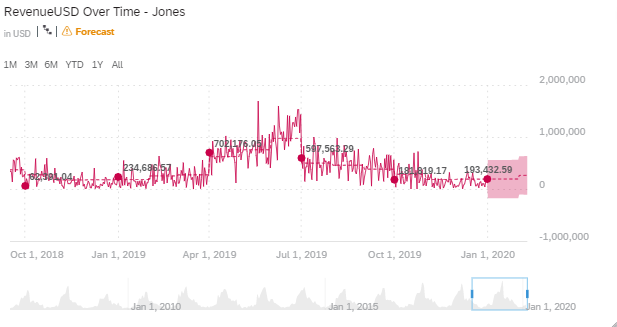 RevenueUSD Over Time - Jones
in USD
Forecast
1M 3M 6M YTD 1Y All
2,000,000
1,000,000
0
-1,000,000
234,686.57
702,176.05
597,563.29
193,432.59
Oct 1, 2018 Jan 1, 2019 Apr 1, 2019 Jul 1, 2019 Oct 1, 2019 Jan 1, 2020
Jan 1, 2010 Jan 1, 2015 Jan 1, 2020